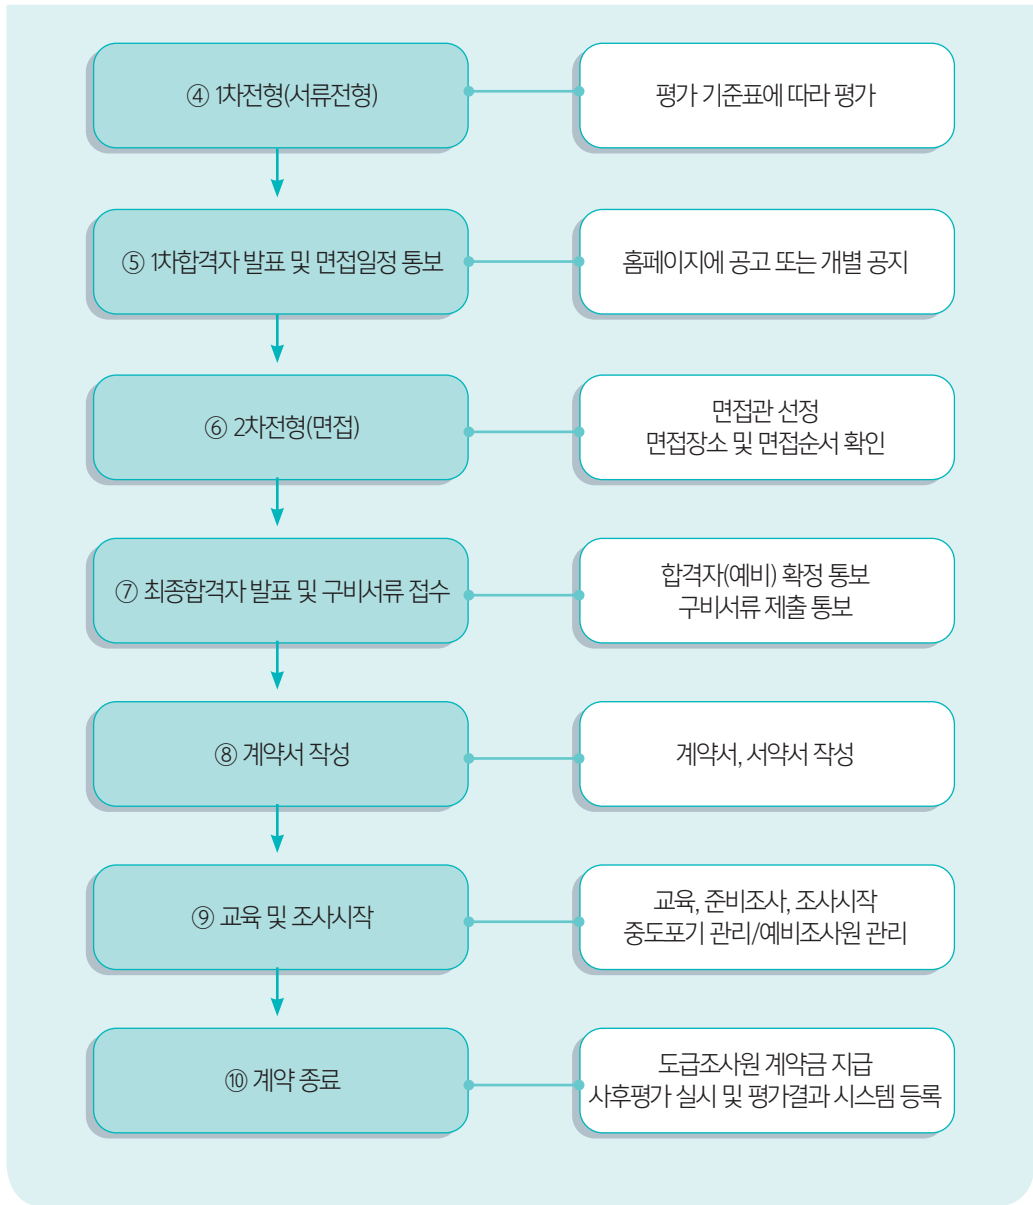 ④ 1차전형(서류전형)
평가 기준표에 따라 평가
⑤ 1차합격자 발표 및 면접일정 통보
홈페이지에 공고 또는 개별 공지
⑥ 2차전형(면접)
면접관 선정
면접장소 및 면접순서 확인
⑦ 최종합격자 발표 및 구비서류 접수
합격자(예비) 확정 통보
구비서류 제출 통보
⑧ 계약서 작성
계약서, 서약서 작성
⑨ 교육 및 조사시작
교육, 준비조사, 조사시작
중도포기 관리/예비조사원 관리
⑩ 계약 종료
도급조사원 계약금 지급
사후평가 실시 및 평가결과 시스템 등록